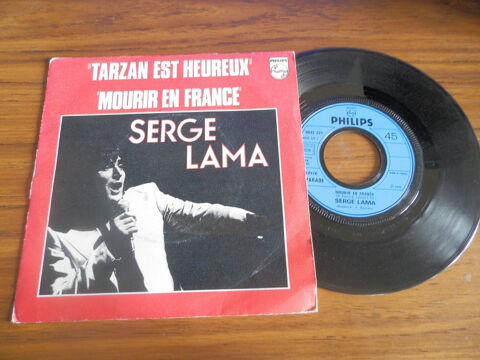 "TARZAN EST HEUREUX"
PHILIPS
"MOURIR EN FRANCE"
SERGE
LAMA
PHILIPS
45
MOURIR EN FRANCE
SERGE LAMA